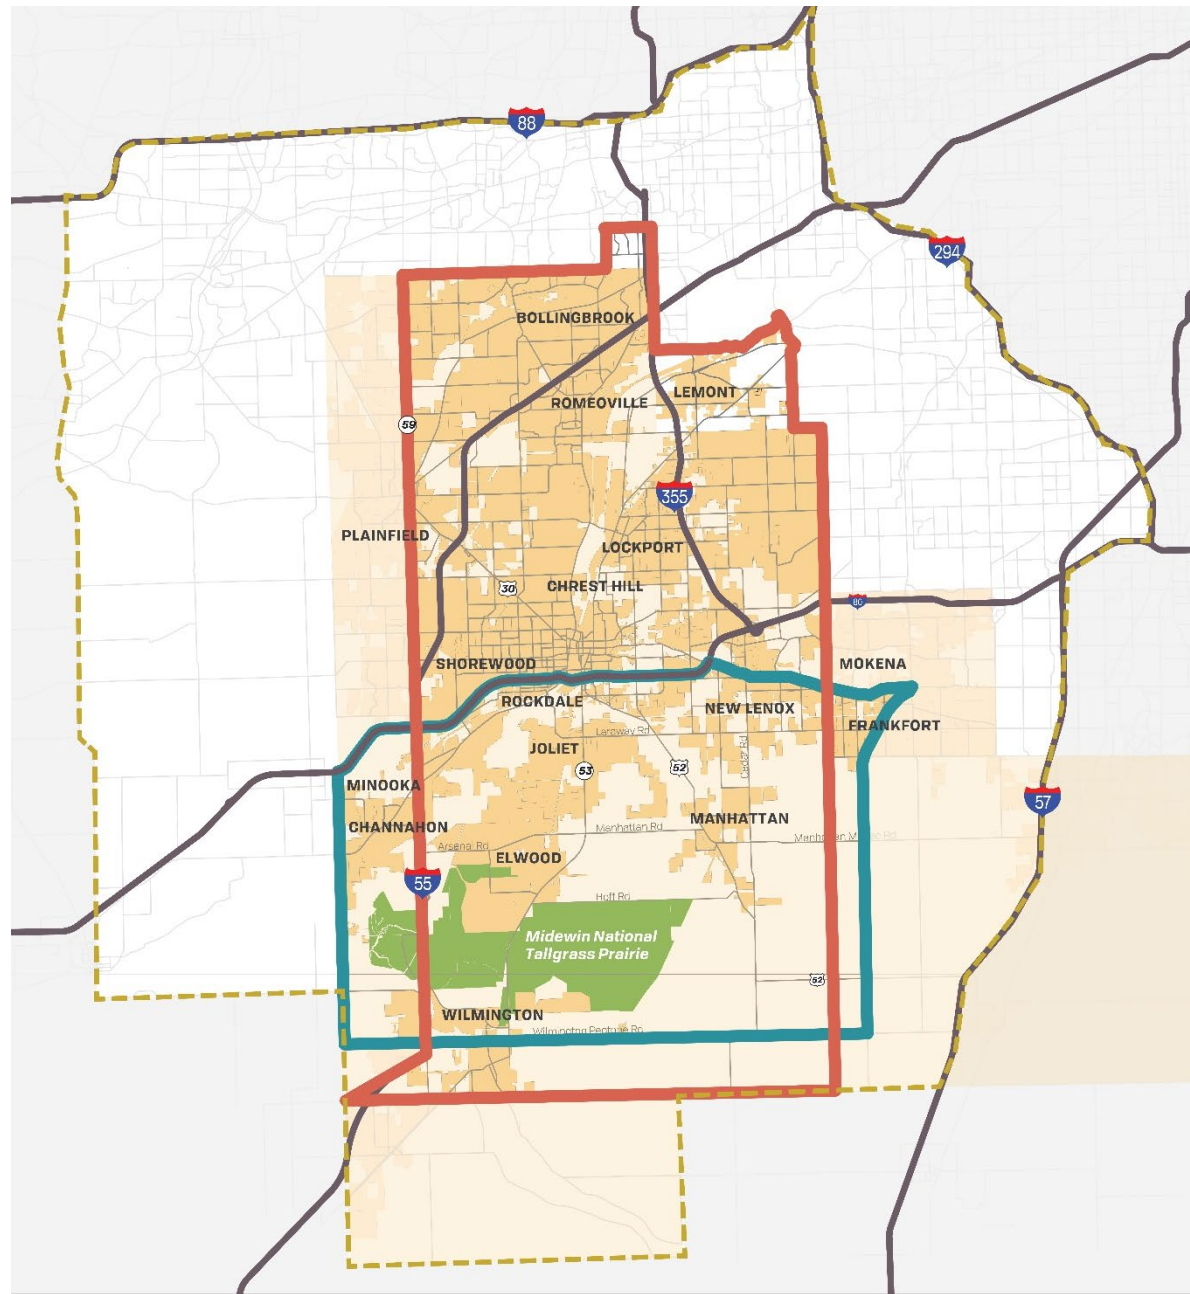 88
294
BOLLINGBROOK
LEMONT
ROMEOVILLE
59
355
PLAINFIELD
LOCKPORT
CHREST HILL
30
80
SHOREWOOD
MOKENA
ROCKDALE
NEW LENOX
FRANKFORT
Laraway Rd
JOLIET
53
52
Cedar Rd
MINOOKA
57
CHANNAHON
MANHATTAN
Manhattan Rd
Manhattan Rd
Arsenal Rd
ELWOOD
55
Hoff Rd
Midewin National
Tallgrass Prairie
52
WILMINGTON
Wilmington Peotone Rd